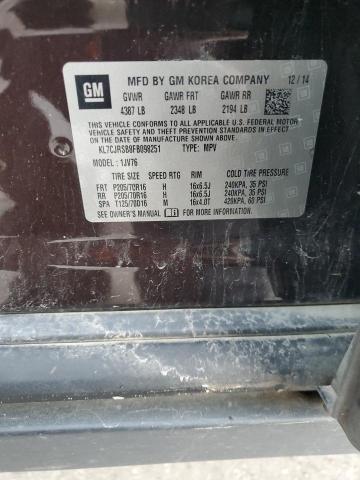 GM
MFD BY GM KOREA COMPANY 12/14
GVWR GAWR FRT GAWR RR
4387 LB 2348 LB 2194 LB
THIS VEHICLE CONFORMS TO ALL APPLICABLE U.S. FEDERAL MOTOR
VEHICLE SAFETY, BUMPER, AND THEFT PREVENTION STANDARDS
IN EFFECT ON THE DATE OF MANUFACTURE SHOWN ABOVE.
KL7CJRSB8FB098251 TYPE: MPV
MODEL: 1JV76
TIRE SIZE SPEED RTG RIM COLD TIRE PRESSURE
FRT P205/70R16 H 16x6.5J 240KPA, 35 PSI
RR P205/70R16 H 16x6.5J 240KPA, 35 PSI
SPA T125/70D16 M 16x4.0T 420KPA, 60 PSI
SEE OWNER'S MANUAL FOR ADDITIONAL INFORMATION.